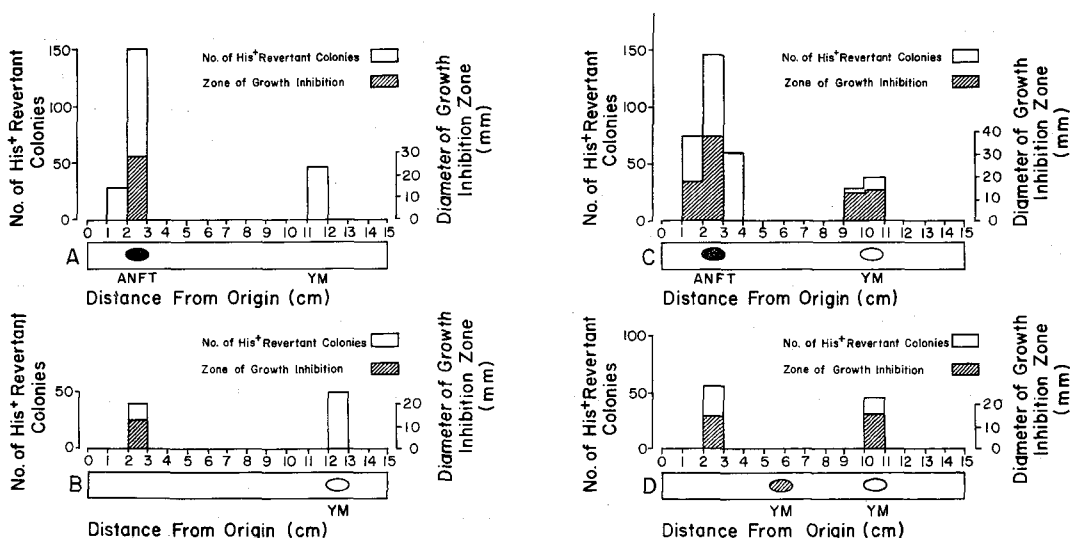 No. of His+ Revertant
Colonies
150
100
50
0
No. of His+ Revertant Colonies
Zone of Growth Inhibition
30
20
10
0
Diameter of Growth
Inhibition Zone
(mm)
0 1 2 3 4 5 6 7 8 9 10 11 12 13 14 15
A
ANFT YM
Distance From Origin (cm)
No. of His+ Revertant
Colonies
50
0
No. of His+ Revertant Colonies
Zone of Growth Inhibition
20
10
0
Diameter of Growth
Inhibition Zone
(mm)
0 1 2 3 4 5 6 7 8 9 10 11 12 13 14 15
B
YM
Distance From Origin (cm)
No. of His+ Revertant
Colonies
150
100
50
0
No. of His+ Revertant Colonies
Zone of Growth Inhibition
40
30
20
10
0
Diameter of Growth
Inhibition Zone
(mm)
0 1 2 3 4 5 6 7 8 9 10 11 12 13 14 15
C
ANFT YM
Distance From Origin (cm)
No. of His+ Revertant
Colonies
100
50
0
No. of His+ Revertant Colonies
Zone of Growth Inhibition
20
10
0
Diameter of Growth
Inhibition Zone
(mm)
0 1 2 3 4 5 6 7 8 9 10 11 12 13 14 15
D
YM YM
Distance From Origin (cm)